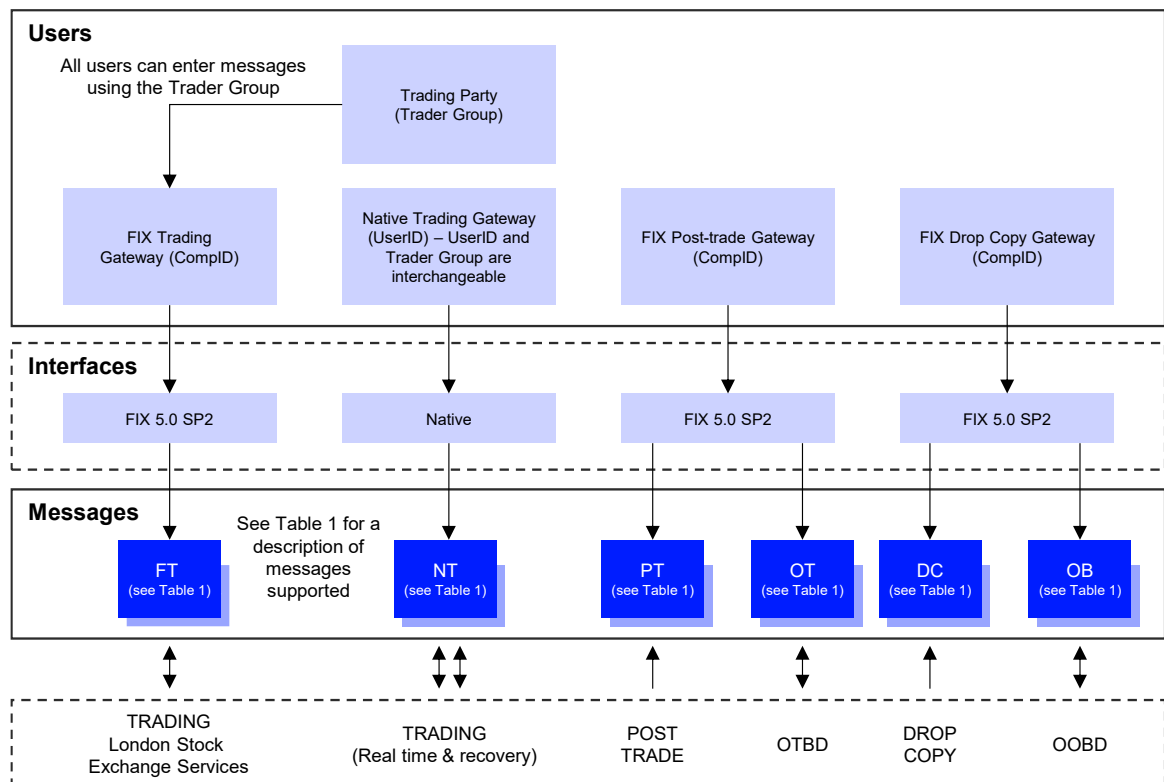 Users
All users can enter messages
using the Trader Group
Trading Party
(Trader Group)
FIX Trading
Gateway (CompID)
Native Trading Gateway
(UserID) – UserID and
Trader Group are
interchangeable
FIX Post-trade Gateway
(CompID)
FIX Drop Copy Gateway
(CompID)
Interfaces
FIX 5.0 SP2
Native
FIX 5.0 SP2
FIX 5.0 SP2
Messages
See Table 1 for a
description of
messages
supported
FT
(see Table 1)
NT
(see Table 1)
PT
(see Table 1)
OT
(see Table 1)
DC
(see Table 1)
OB
(see Table 1)
TRADING
London Stock
Exchange Services
TRADING
(Real time & recovery)
POST
TRADE
OTBD
DROP
COPY
OOBD